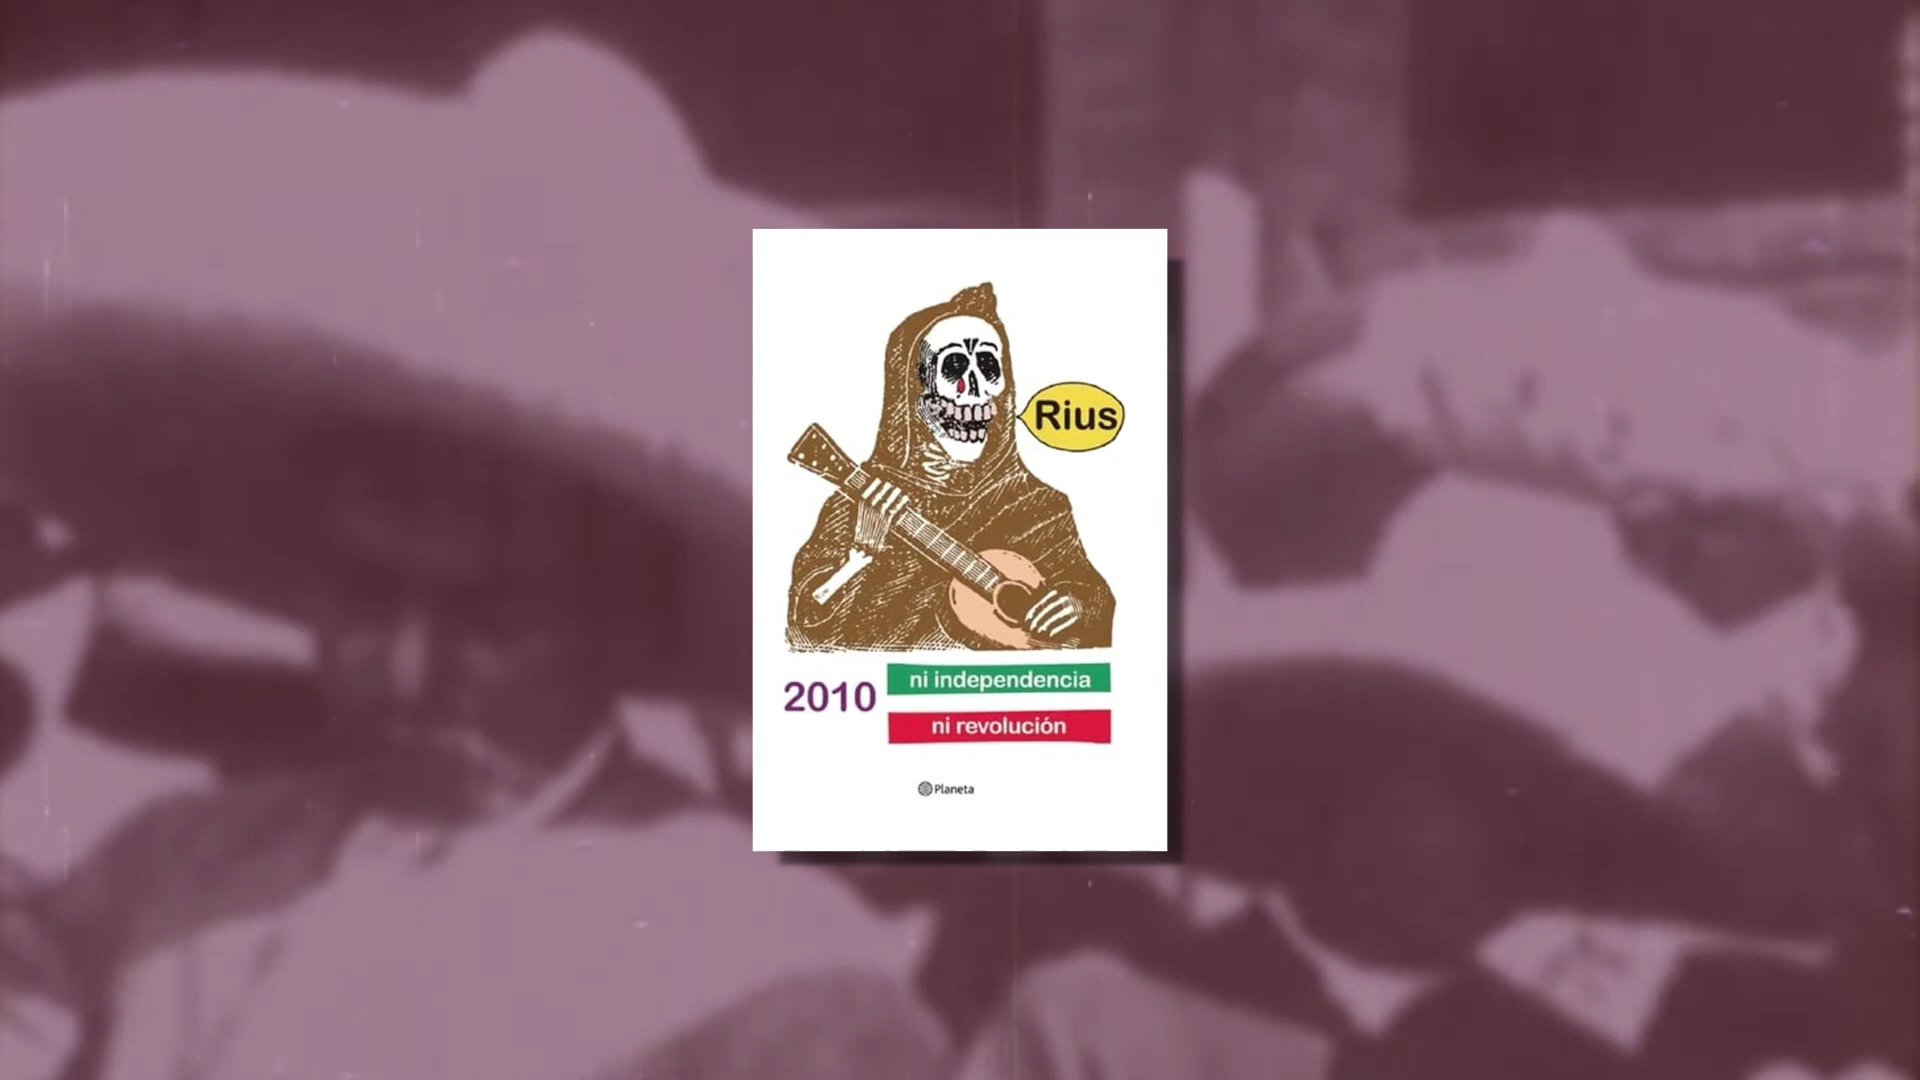 Rius
2010
ni independencia
ni revolución
Planeta